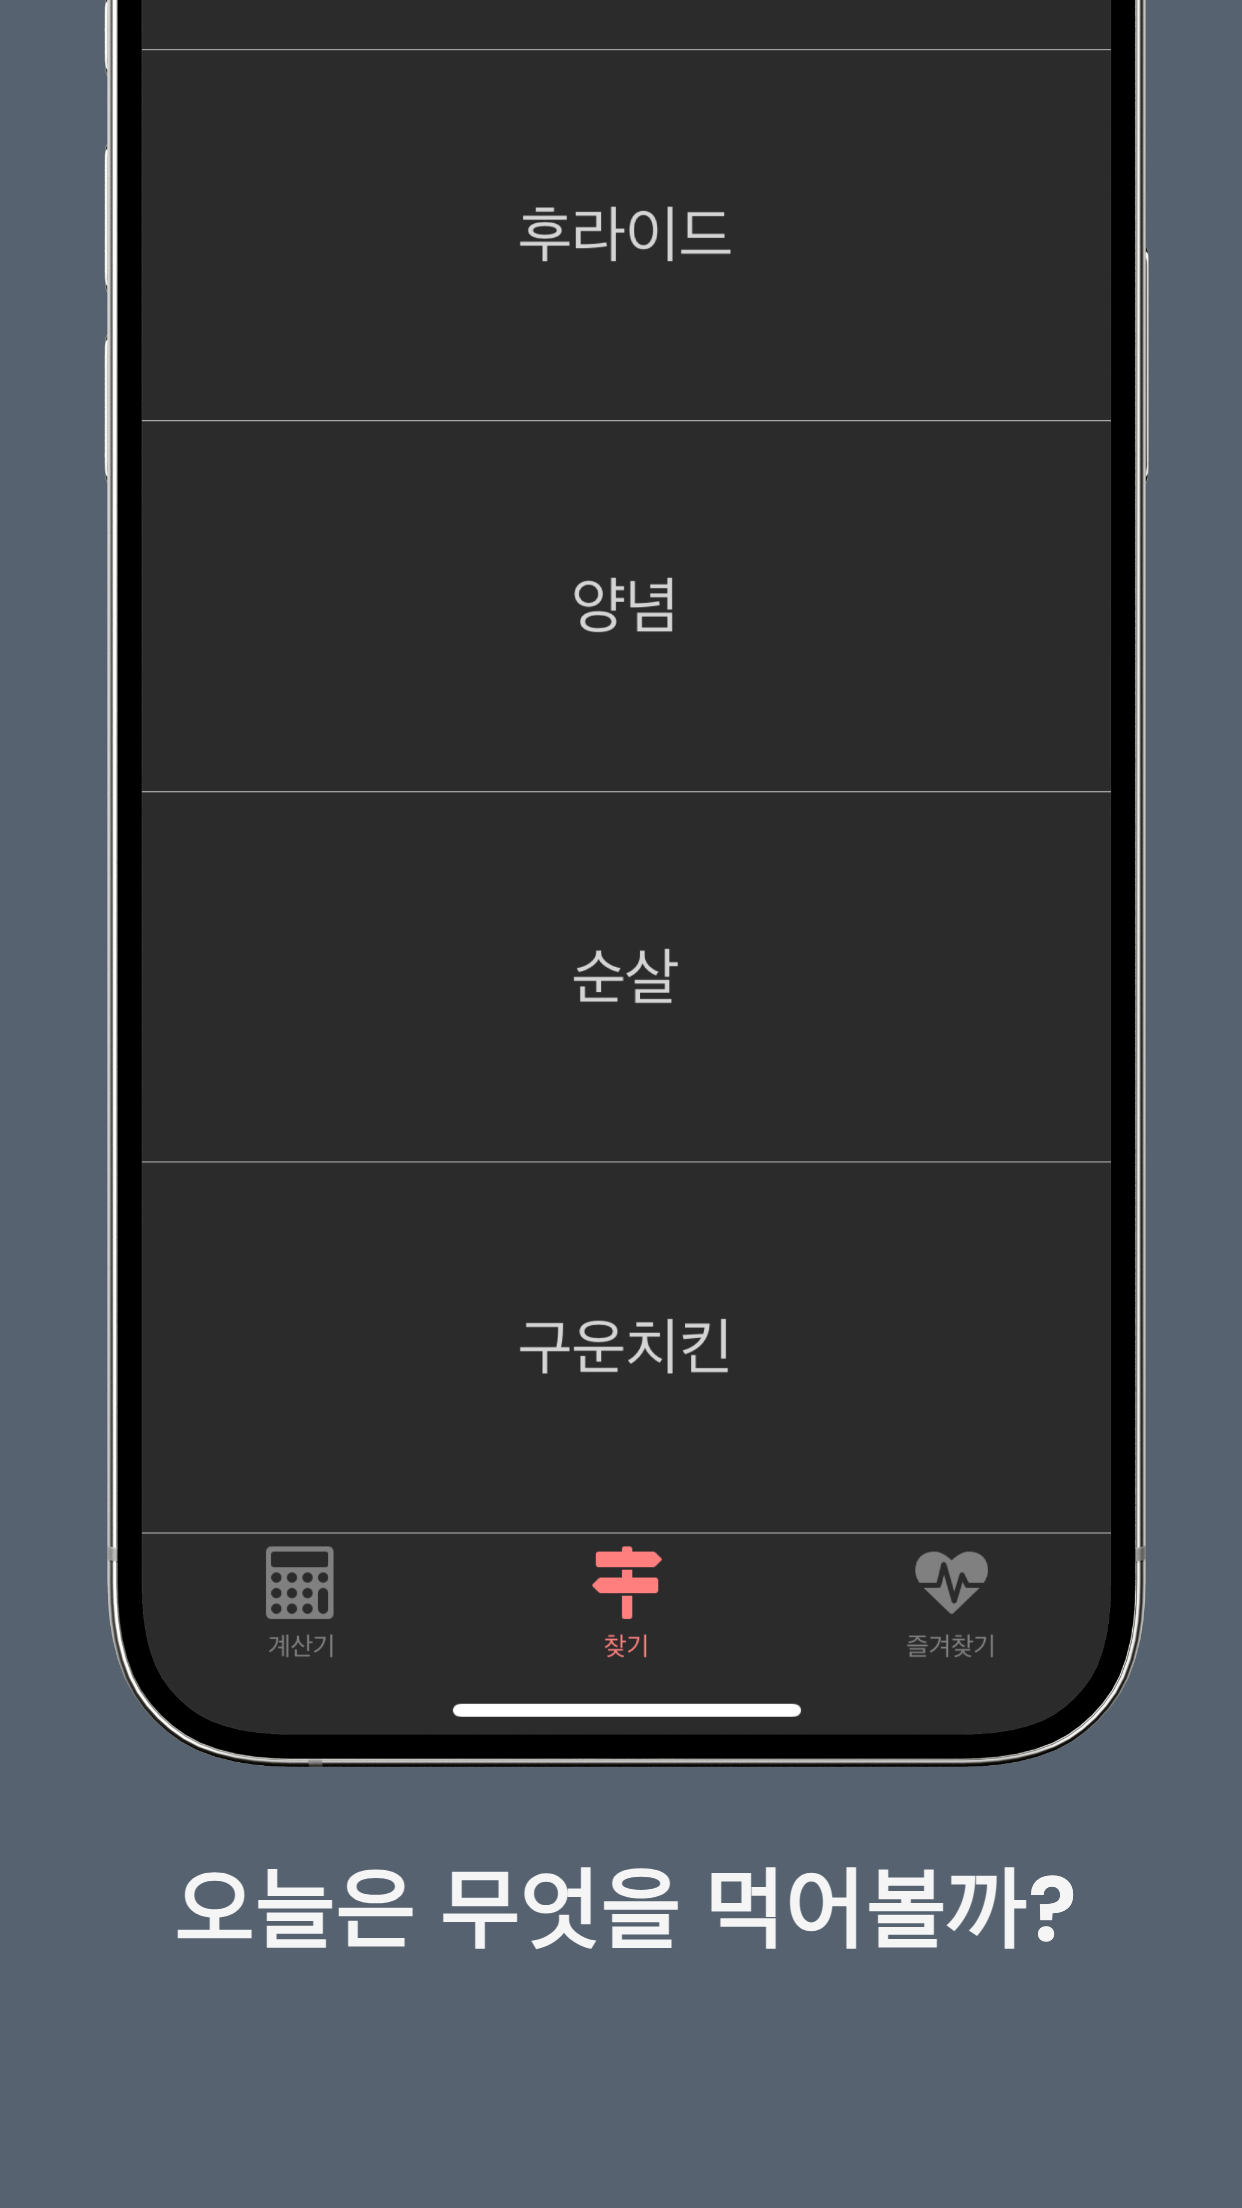 후라이드
양념
순살
구운치킨
계산기 찾기 즐겨찾기
오늘은 무엇을 먹어볼까?